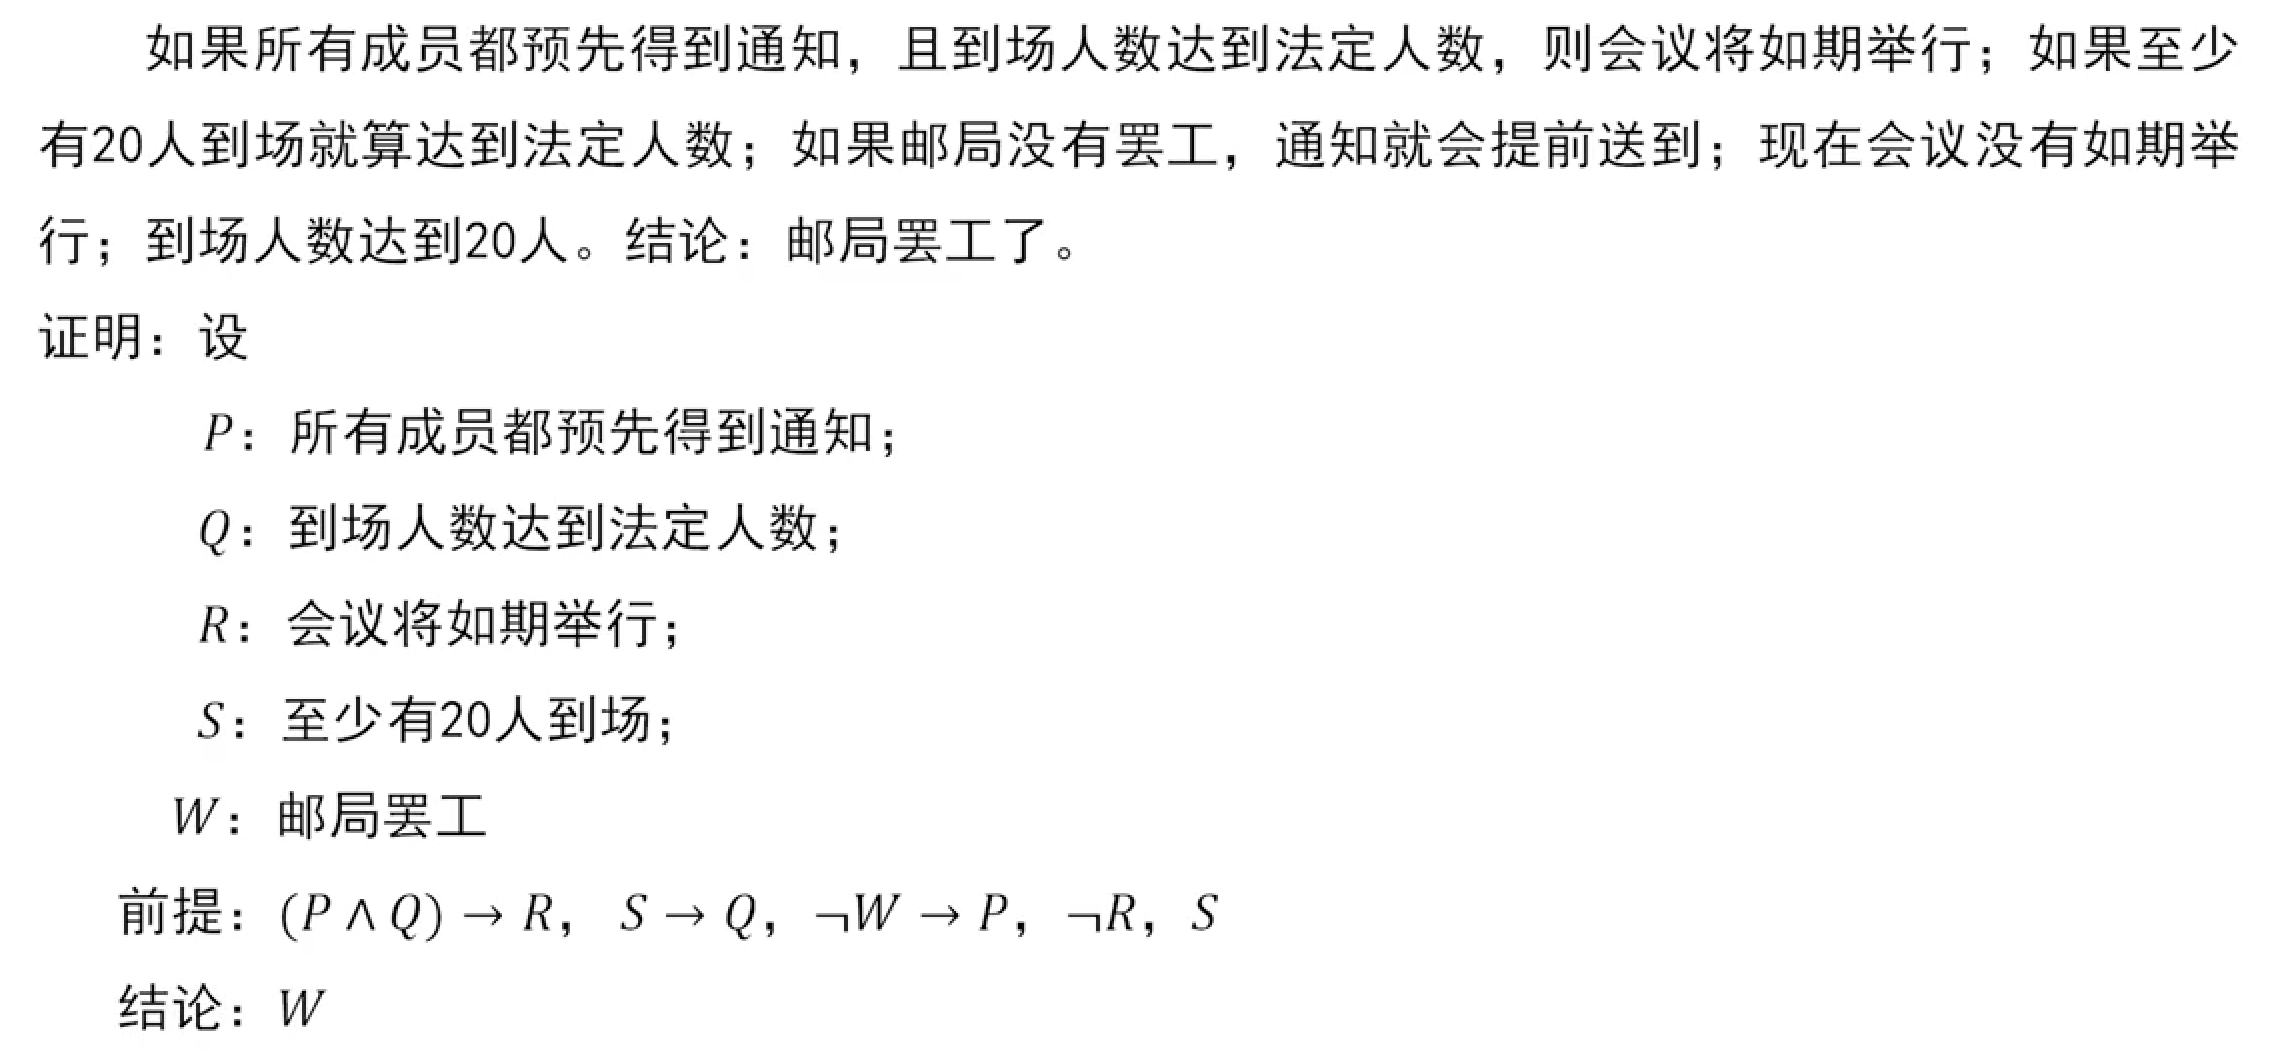 如果所有成员都预先得到通知，且到场人数达到法定人数，则会议将如期举行；如果至少
有20人到场就算达到法定人数；如果邮局没有罢工，通知就会提前送到；现在会议没有如期举
行；到场人数达到20人。结论：邮局罢工了。
证明：设
P：所有成员都预先得到通知；
Q：到场人数达到法定人数；
R：会议将如期举行；
S：至少有20人到场；
W：邮局罢工
前提：(P ∧ Q) → R， S → Q，¬W → P，¬R，S
结论：W